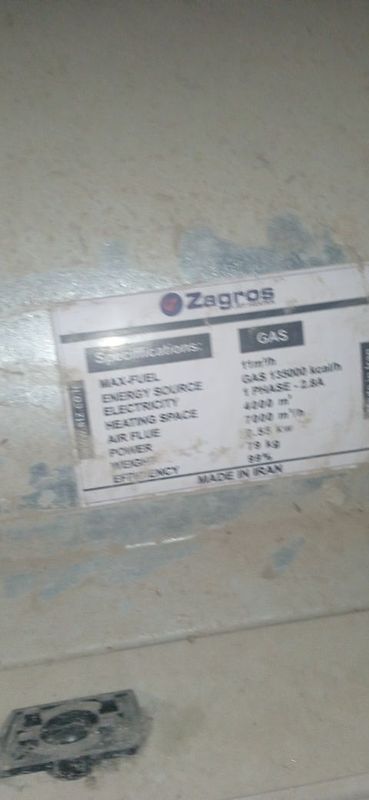 Zagros
Specifications: GAS
MAX-FUEL 11m³/h
ENERGY SOURCE GAS 135000 kcal/h
ELECTRICITY 1 PHASE - 2.8A
HEATING SPACE 4000 m³
AIR FLUE 7000 m³/h
POWER kw
WEIGHT kg
EFFICIENCY 99%
MADE IN IRAN